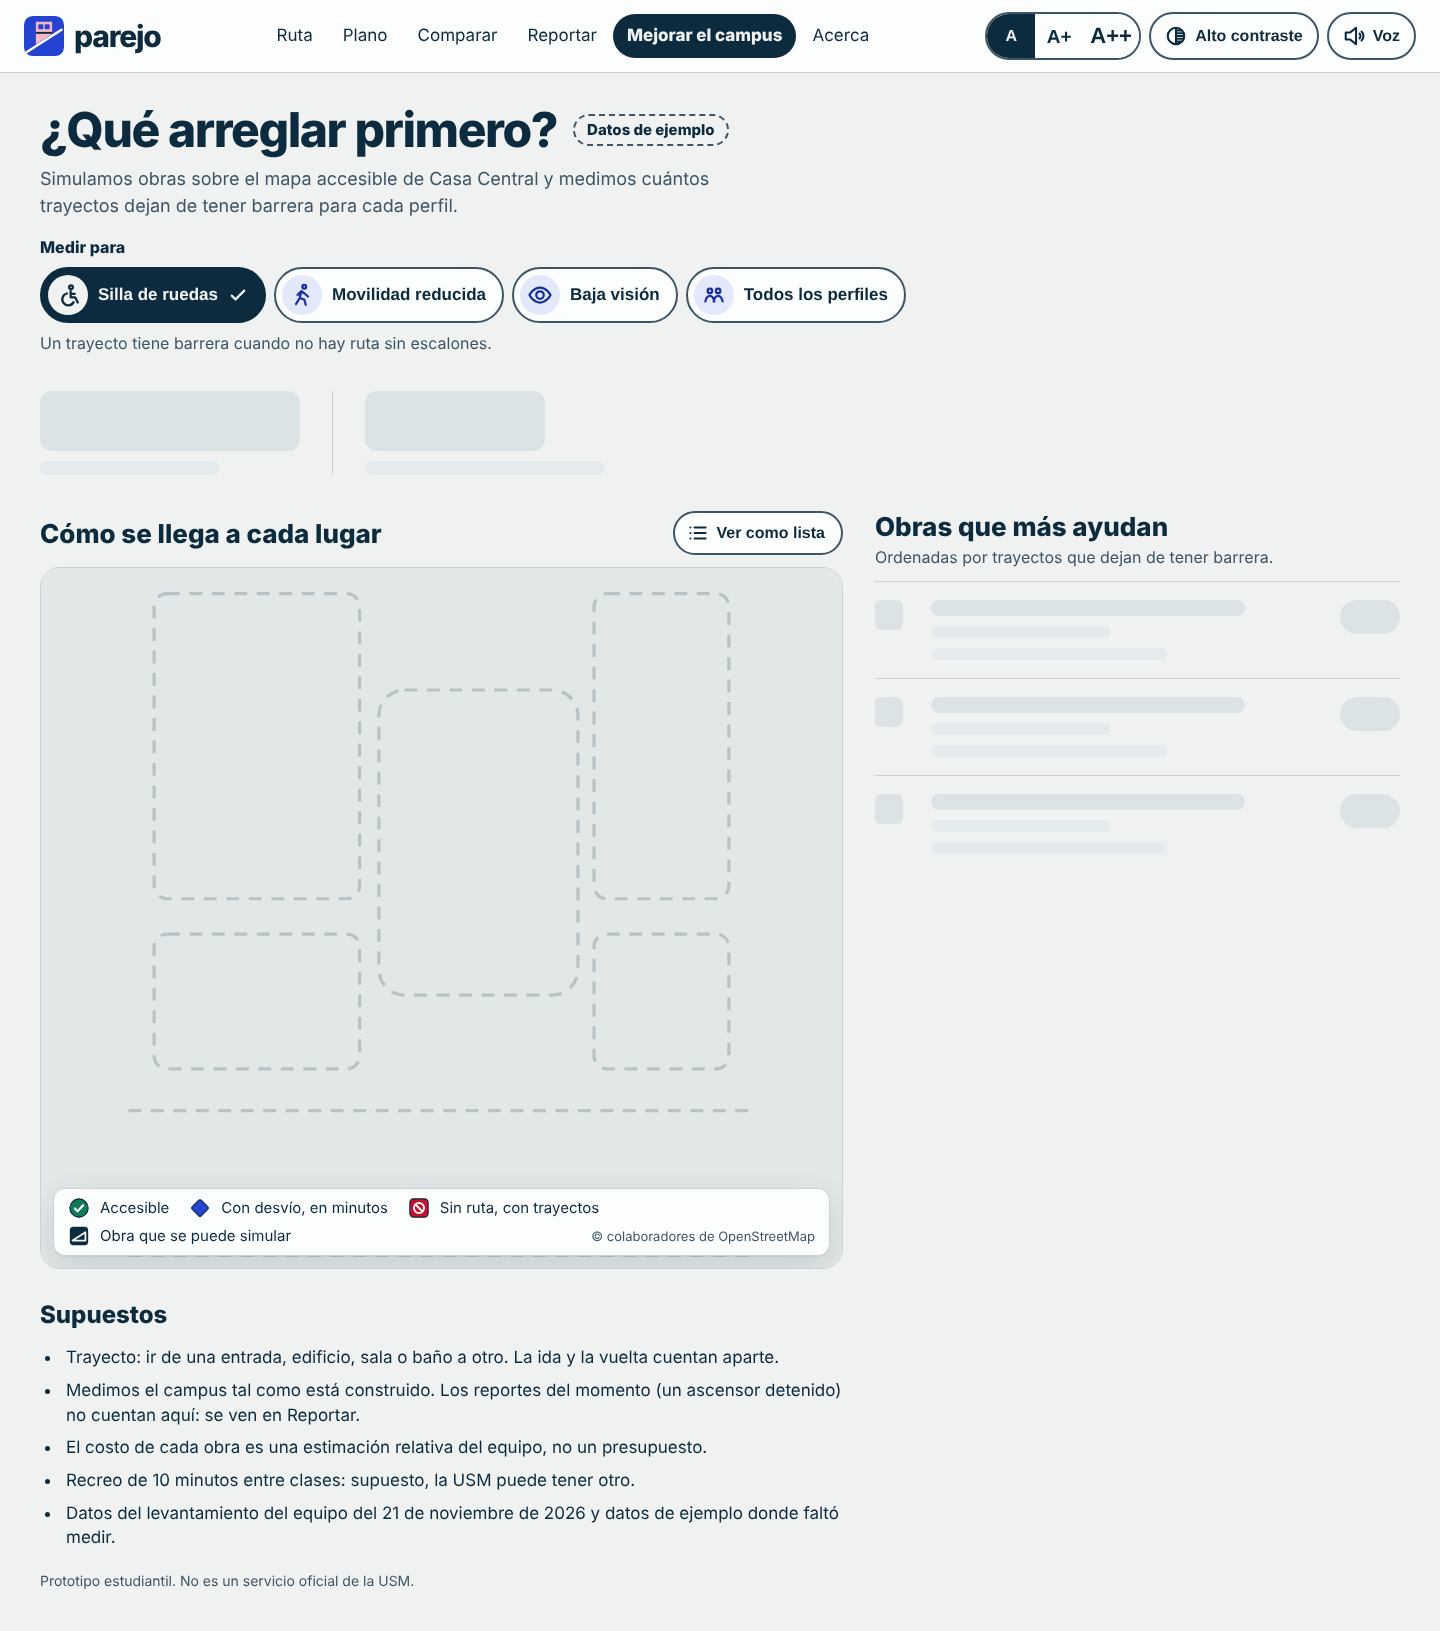 parejo
Ruta
Plano
Comparar
Reportar
Mejorar el campus
Acerca
A
A+
A++
Alto contraste
Voz
¿Qué arreglar primero?
Datos de ejemplo
Simulamos obras sobre el mapa accesible de Casa Central y medimos cuántos
trayectos dejan de tener barrera para cada perfil.
Medir para
Silla de ruedas
Movilidad reducida
Baja visión
Todos los perfiles
Un trayecto tiene barrera cuando no hay ruta sin escalones.
Cómo se llega a cada lugar
Ver como lista
Accesible
Con desvío, en minutos
Sin ruta, con trayectos
Obra que se puede simular
© colaboradores de OpenStreetMap
Obras que más ayudan
Ordenadas por trayectos que dejan de tener barrera.
Supuestos
• Trayecto: ir de una entrada, edificio, sala o baño a otro. La ida y la vuelta cuentan aparte.
• Medimos el campus tal como está construido. Los reportes del momento (un ascensor detenido)
no cuentan aquí: se ven en Reportar.
• El costo de cada obra es una estimación relativa del equipo, no un presupuesto.
• Recreo de 10 minutos entre clases: supuesto, la USM puede tener otro.
• Datos del levantamiento del equipo del 21 de noviembre de 2026 y datos de ejemplo donde faltó
medir.
Prototipo estudiantil. No es un servicio oficial de la USM.